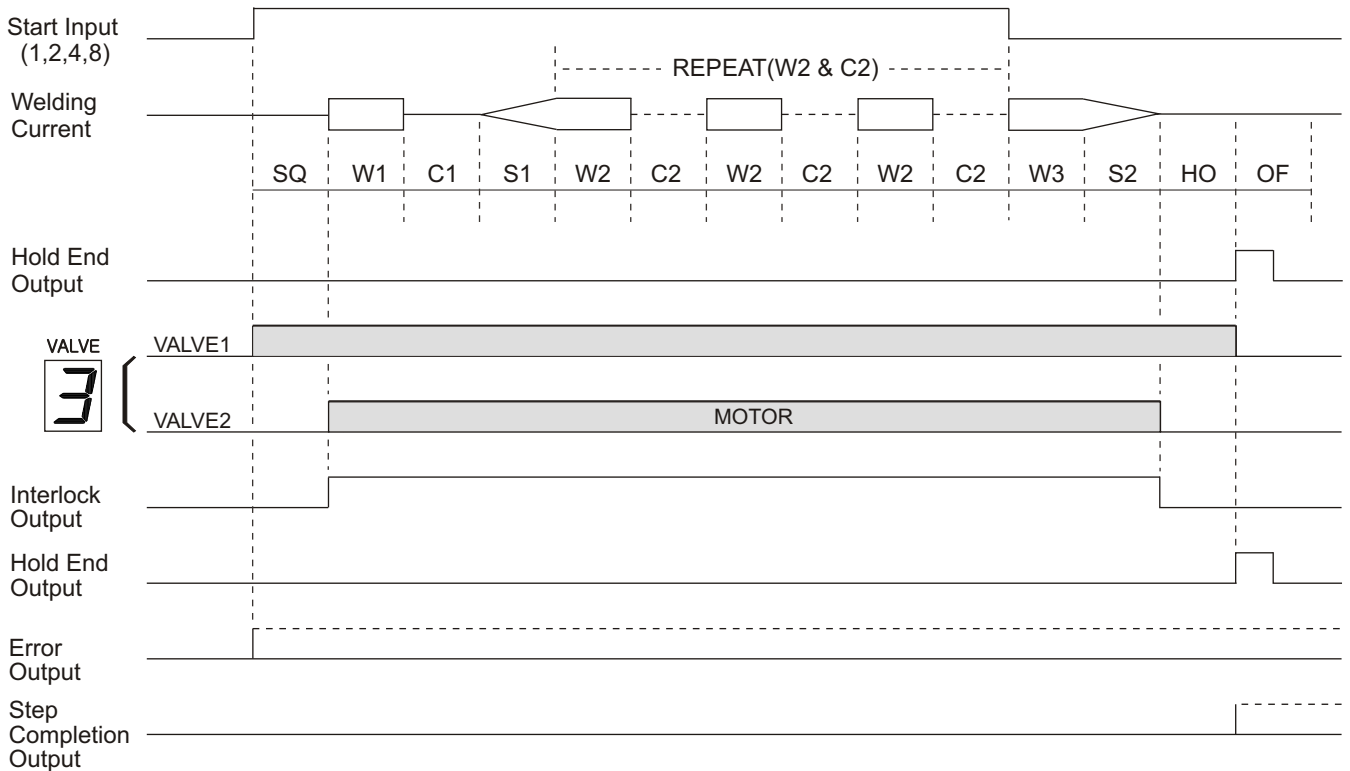 Start Input
(1,2,4,8)
REPEAT(W2 & C2)
Welding
Current
SQ W1 C1 S1 W2 C2 W2 C2 W2 C2 W3 S2 HO OF
Hold End
Output
VALVE
3
VALVE1
VALVE2
MOTOR
Interlock
Output
Hold End
Output
Error
Output
Step
Completion
Output